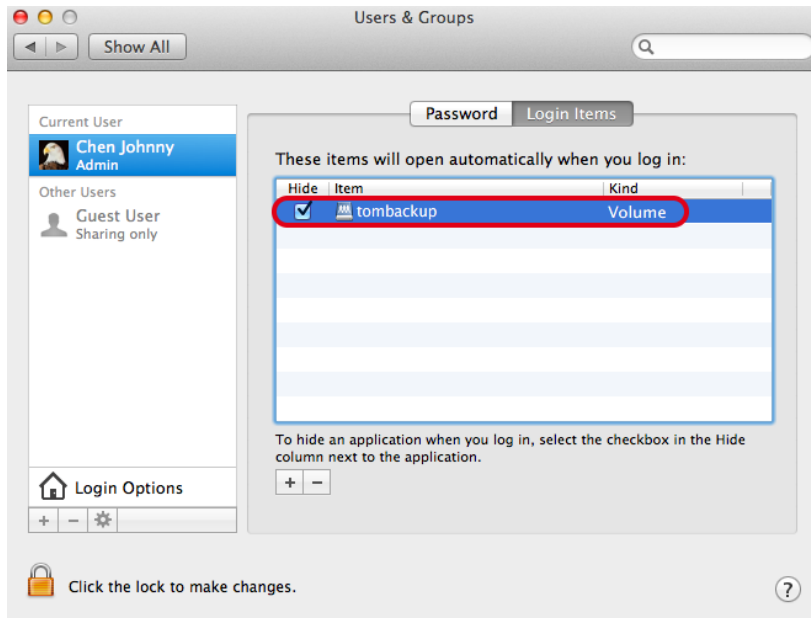 Users & Groups
Show All
Current User
Chen Johnny
Admin
Other Users
Guest User
Sharing only
Login Options
Password
Login Items
These items will open automatically when you log in:
Hide Item Kind
tombackup Volume
To hide an application when you log in, select the checkbox in the Hide
column next to the application.
+ −
+ −
Click the lock to make changes.
?